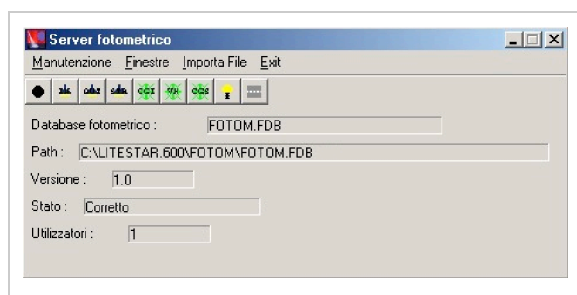 Server fotometrico
Manutenzione Finestre Importa File Exit
Database fotometrico : FOTOM.FDB
Path : C:\LITESTAR.600\FOTOM\FOTOM.FDB
Versione : 1.0
Stato : Corretto
Utilizzatori : 1